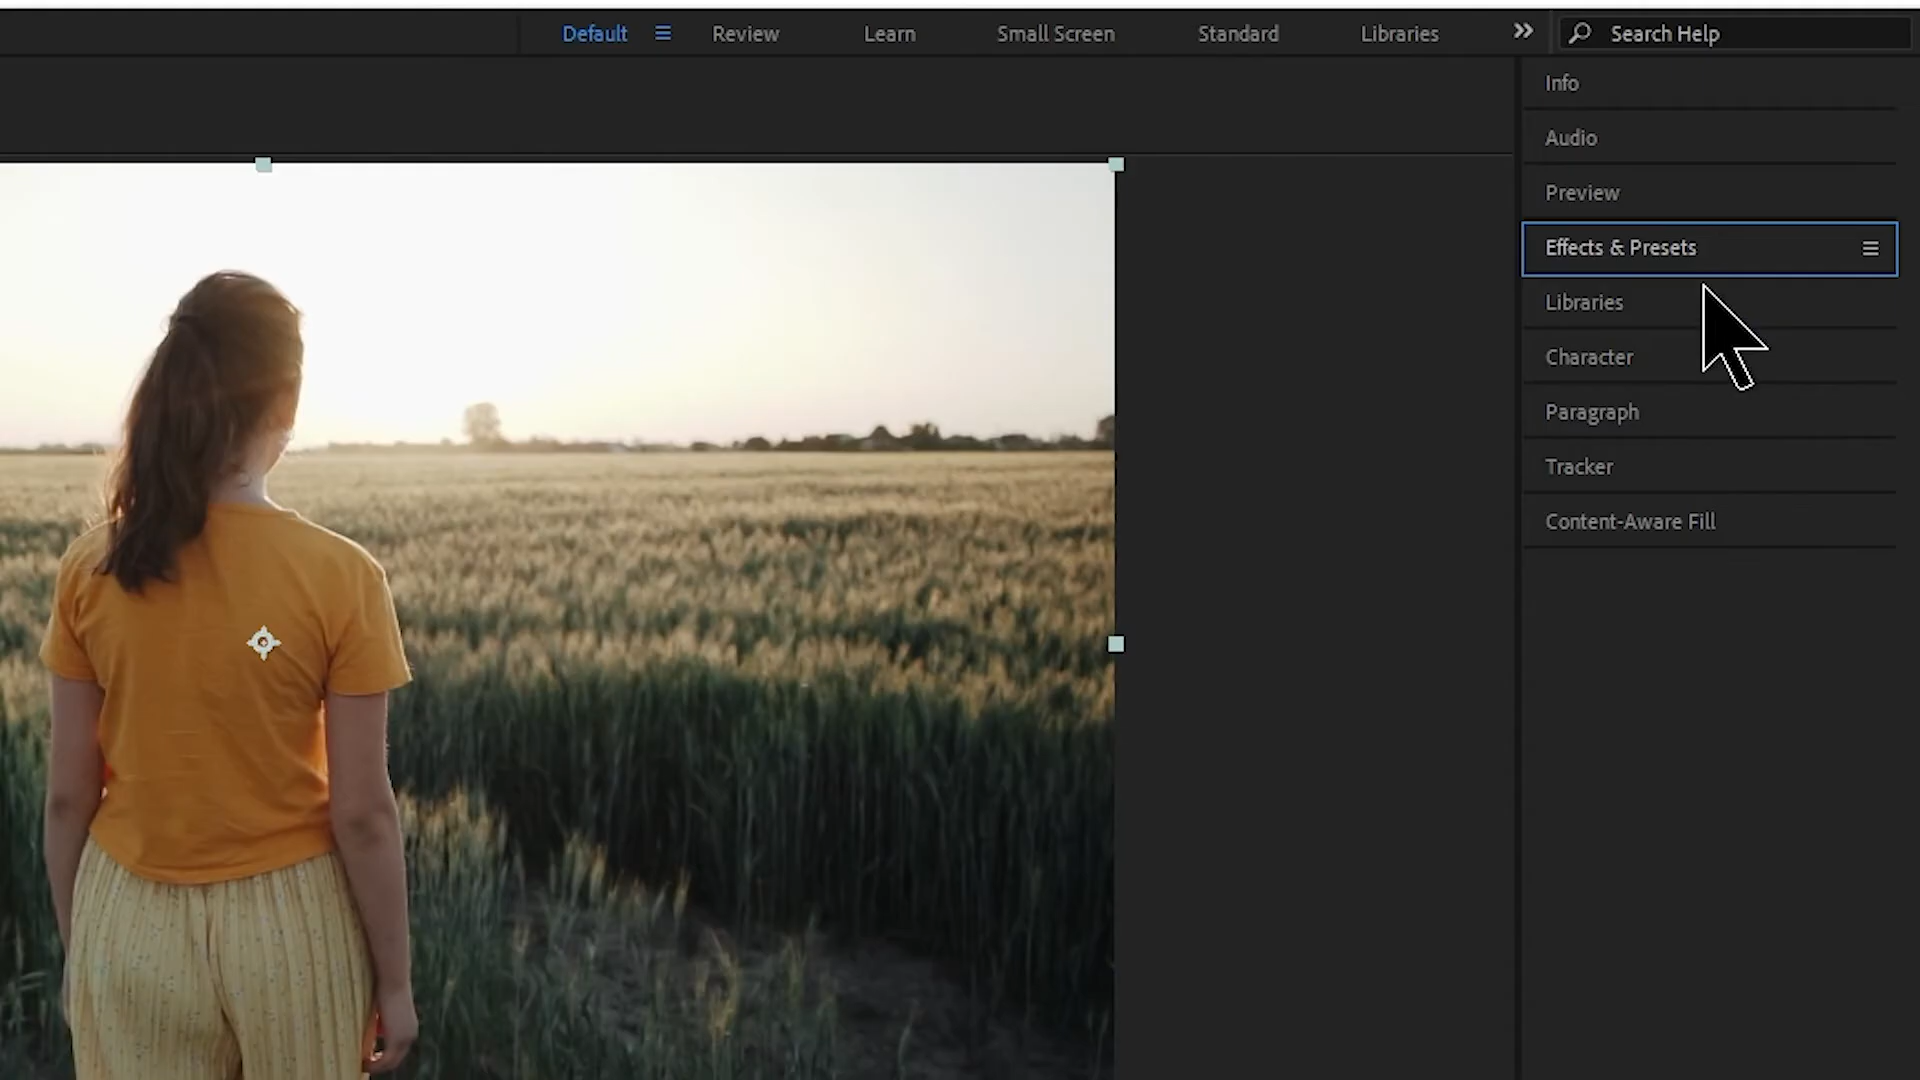 Default Review Learn Small Screen Standard Libraries Search Help
Info
Audio
Preview
Effects & Presets
Libraries
Character
Paragraph
Tracker
Content-Aware Fill